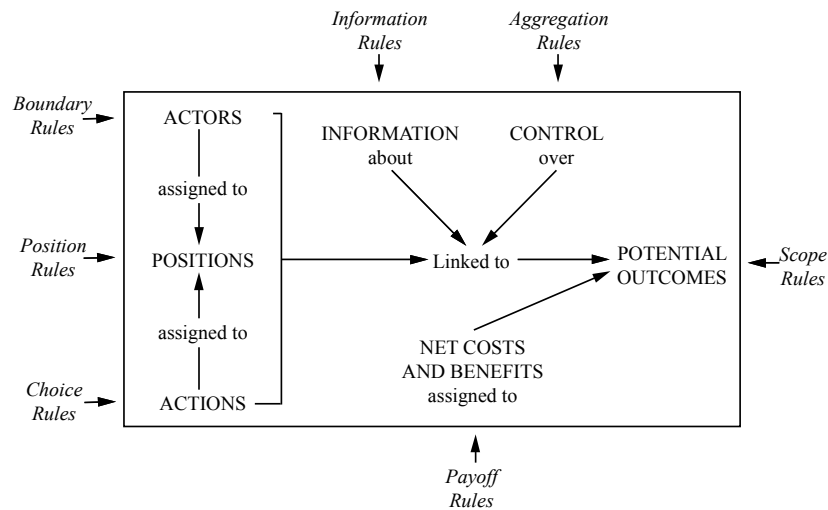 Information
Rules
Aggregation
Rules
Boundary
Rules
ACTORS
INFORMATION
about
CONTROL
over
assigned to
Position
Rules
POSITIONS
Linked to
POTENTIAL
OUTCOMES
Scope
Rules
assigned to
NET COSTS
AND BENEFITS
assigned to
Choice
Rules
ACTIONS
Payoff
Rules